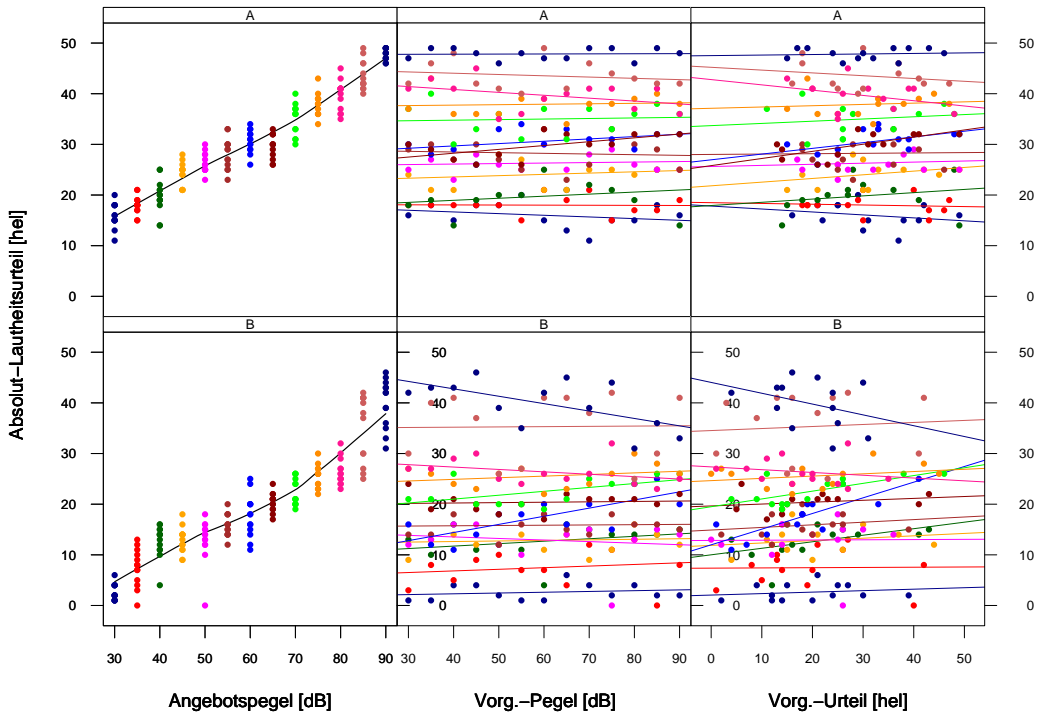 A A A
50 50
40 40
30 30
20 20
10 10
0 0
B B B
50 50 50 50
40 40 40 40
30 30 30 30
20 20 20 20
10 10 10 10
0 0 0 0
30 40 50 60 70 80 90 30 40 50 60 70 80 90 0 10 20 30 40 50
Angebotspegel [dB] Vorg.−Pegel [dB] Vorg.−Urteil [hel]
Absolut−Lautheitsurteil [hel]